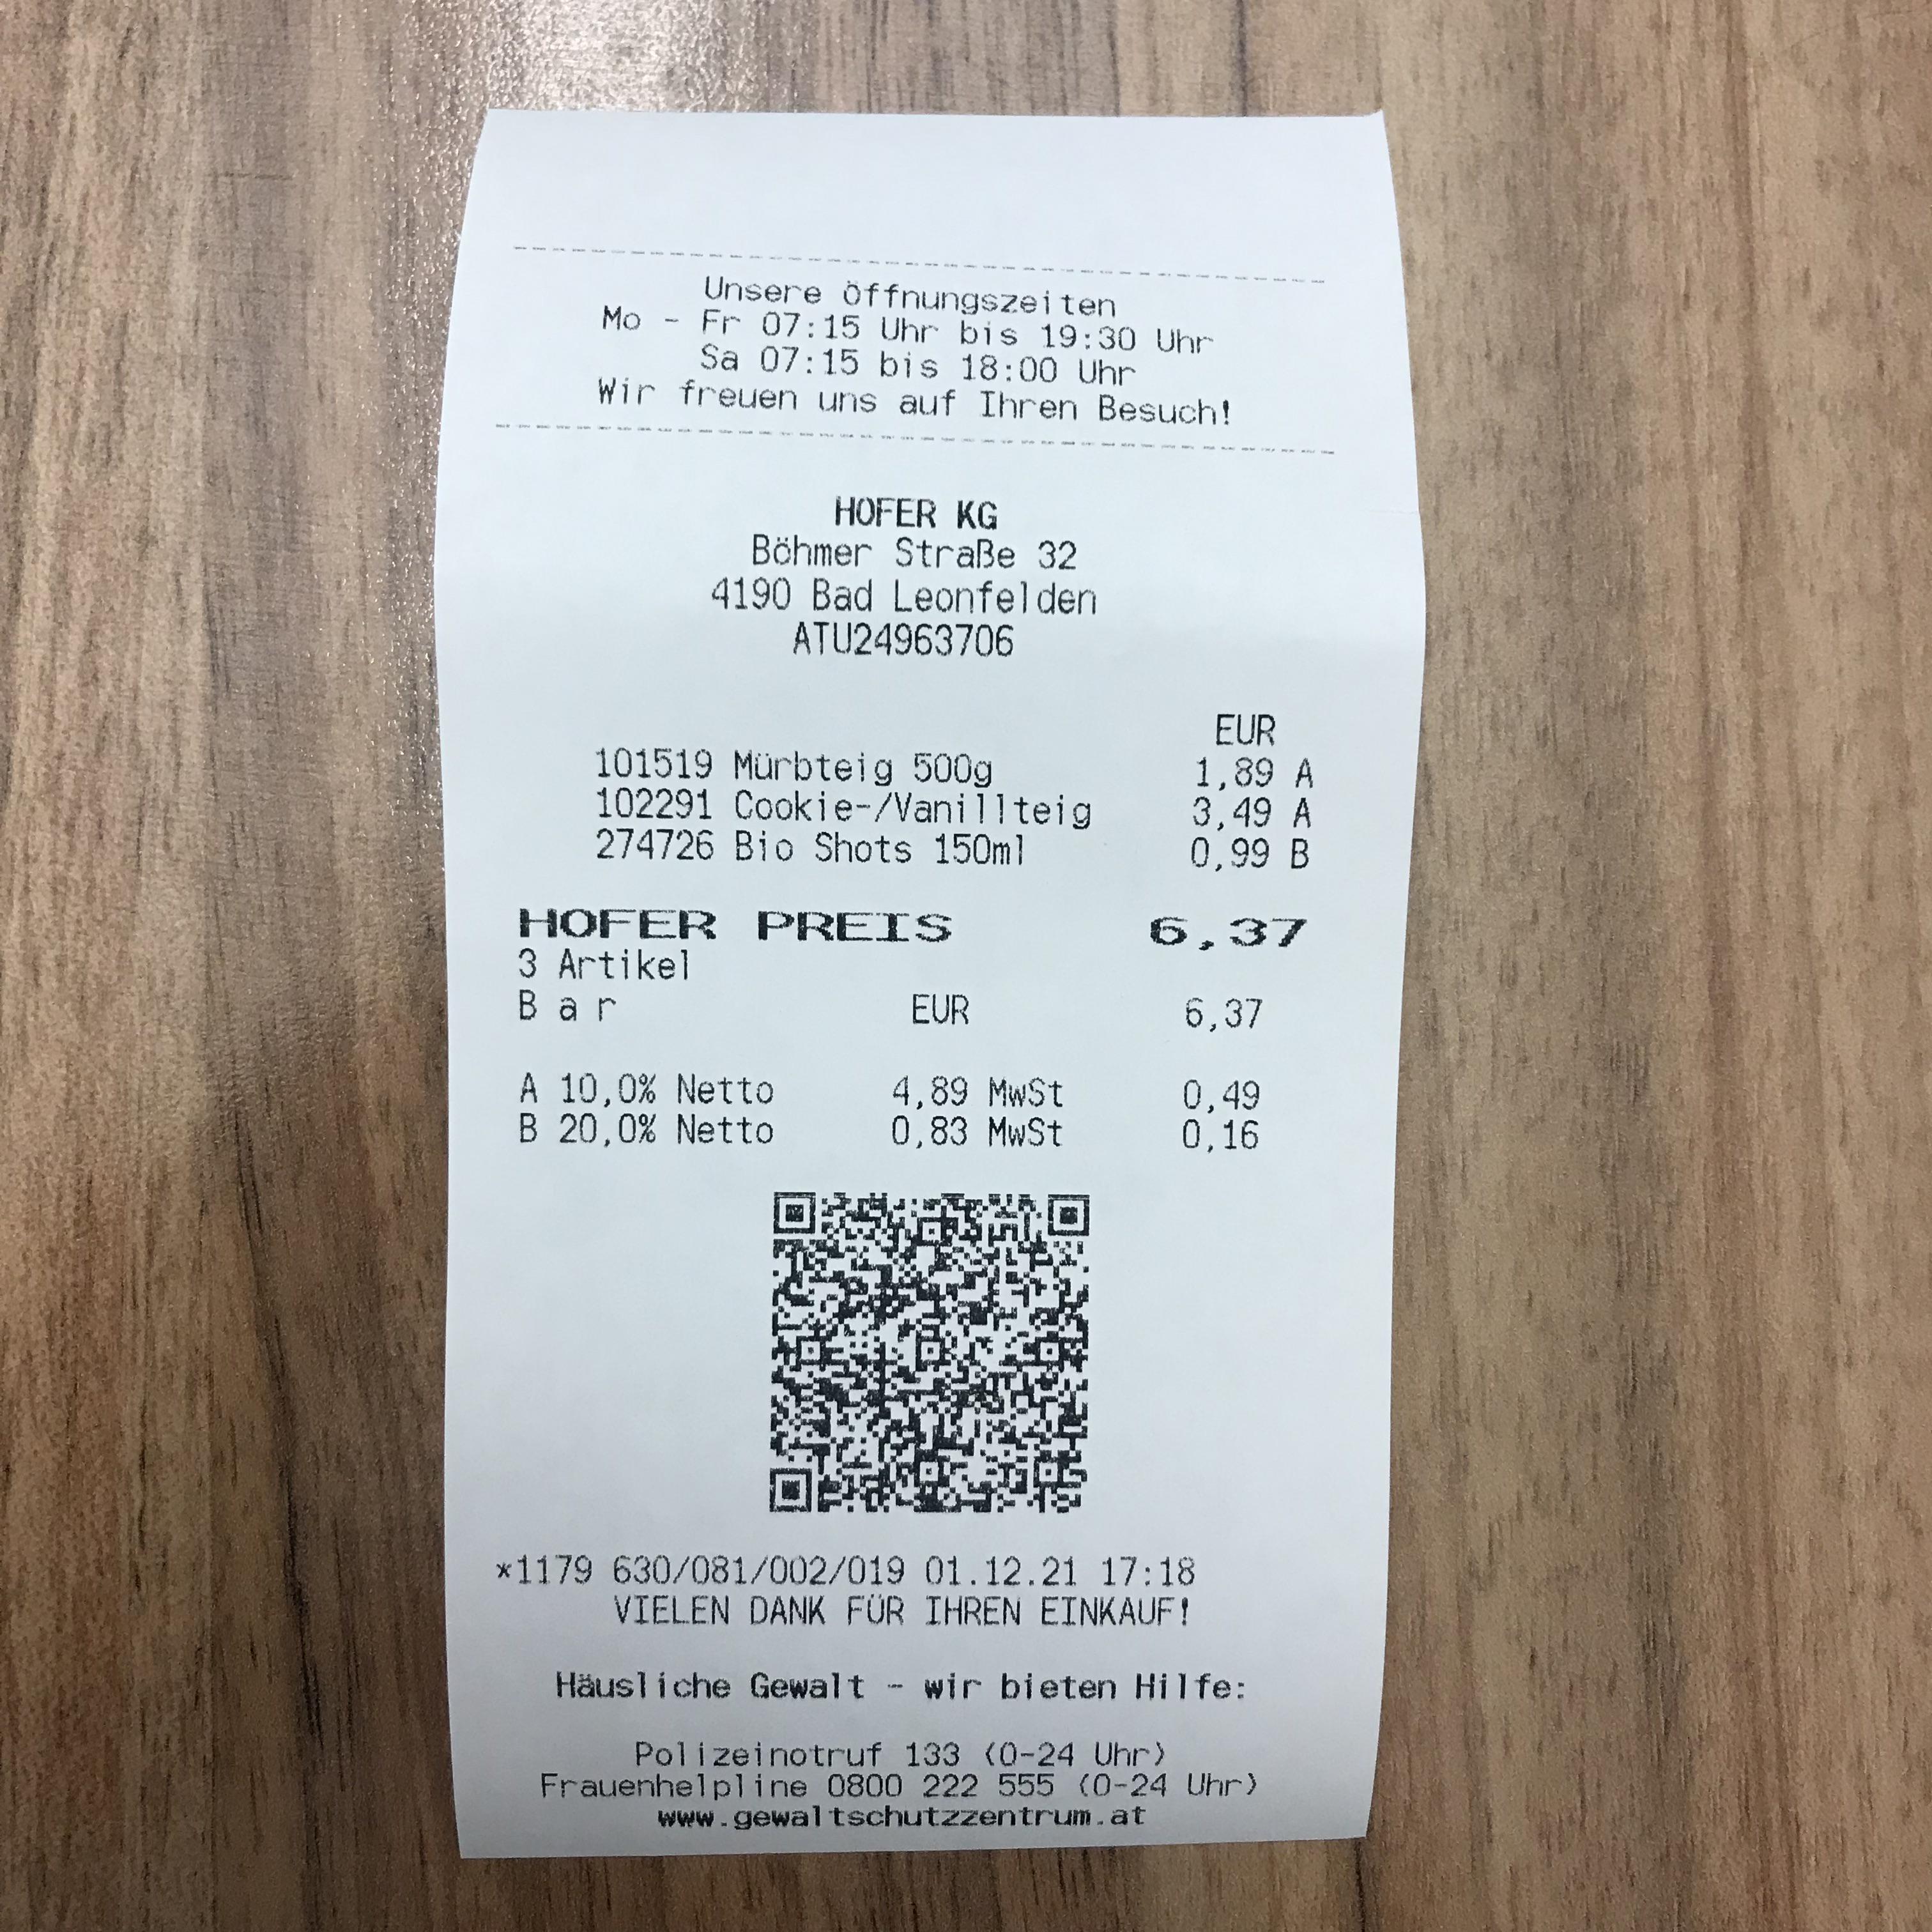 Unsere Öffnungszeiten
Mo - Fr 07:15 Uhr bis 19:30 Uhr
Sa 07:15 bis 18:00 Uhr
Wir freuen uns auf Ihren Besuch!
HOFER KG
Böhmer Straße 32
4190 Bad Leonfelden
ATU24963706
EUR
101519 Mürbteig 500g 1,89 A
102291 Cookie-/Vanillteig 3,49 A
274726 Bio Shots 150ml 0,99 B
HOFER PREIS 6,37
3 Artikel
Bar EUR 6,37
A 10,0% Netto 4,89 MwSt 0,49
B 20,0% Netto 0,83 MwSt 0,16
*1179 630/081/002/019 01.12.21 17:18
VIELEN DANK FÜR IHREN EINKAUF!
Häusliche Gewalt - wir bieten Hilfe:
Polizeinotruf 133 (0-24 Uhr)
Frauenhelpline 0800 222 555 (0-24 Uhr)
www.gewaltschutzzentrum.at